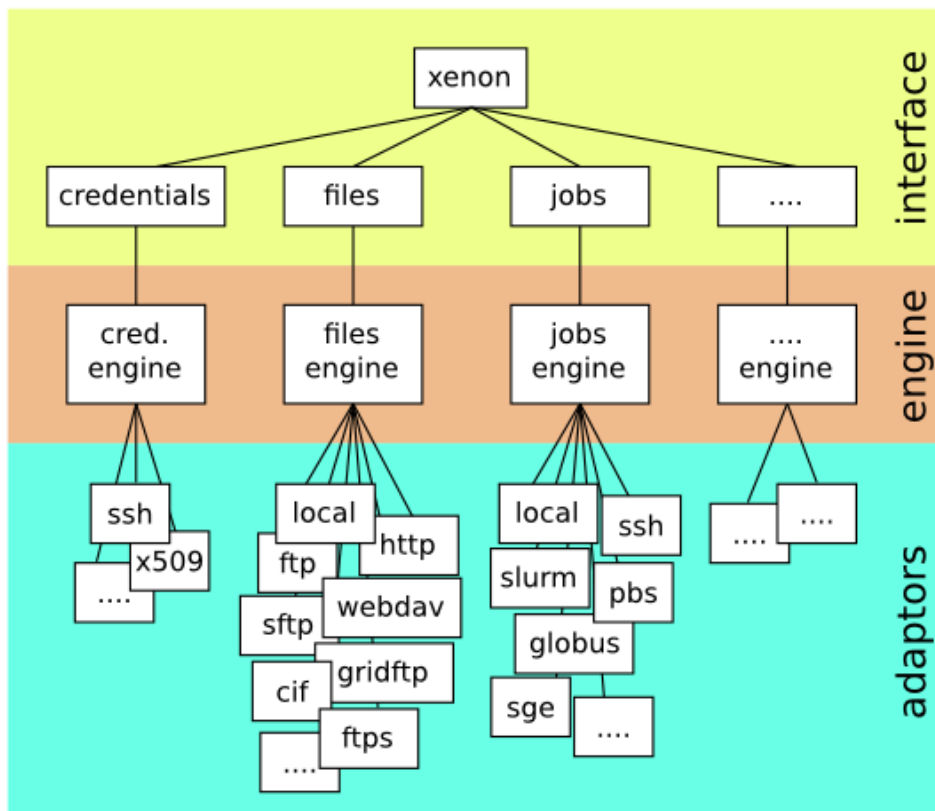 xenon
credentials
files
jobs
....
interface
cred.
engine
files
engine
jobs
engine
....
engine
engine
ssh
x509
....
local
http
ftp
webdav
sftp
gridftp
cif
ftps
....
local
ssh
slurm
pbs
globus
sge
....
....
....
adaptors